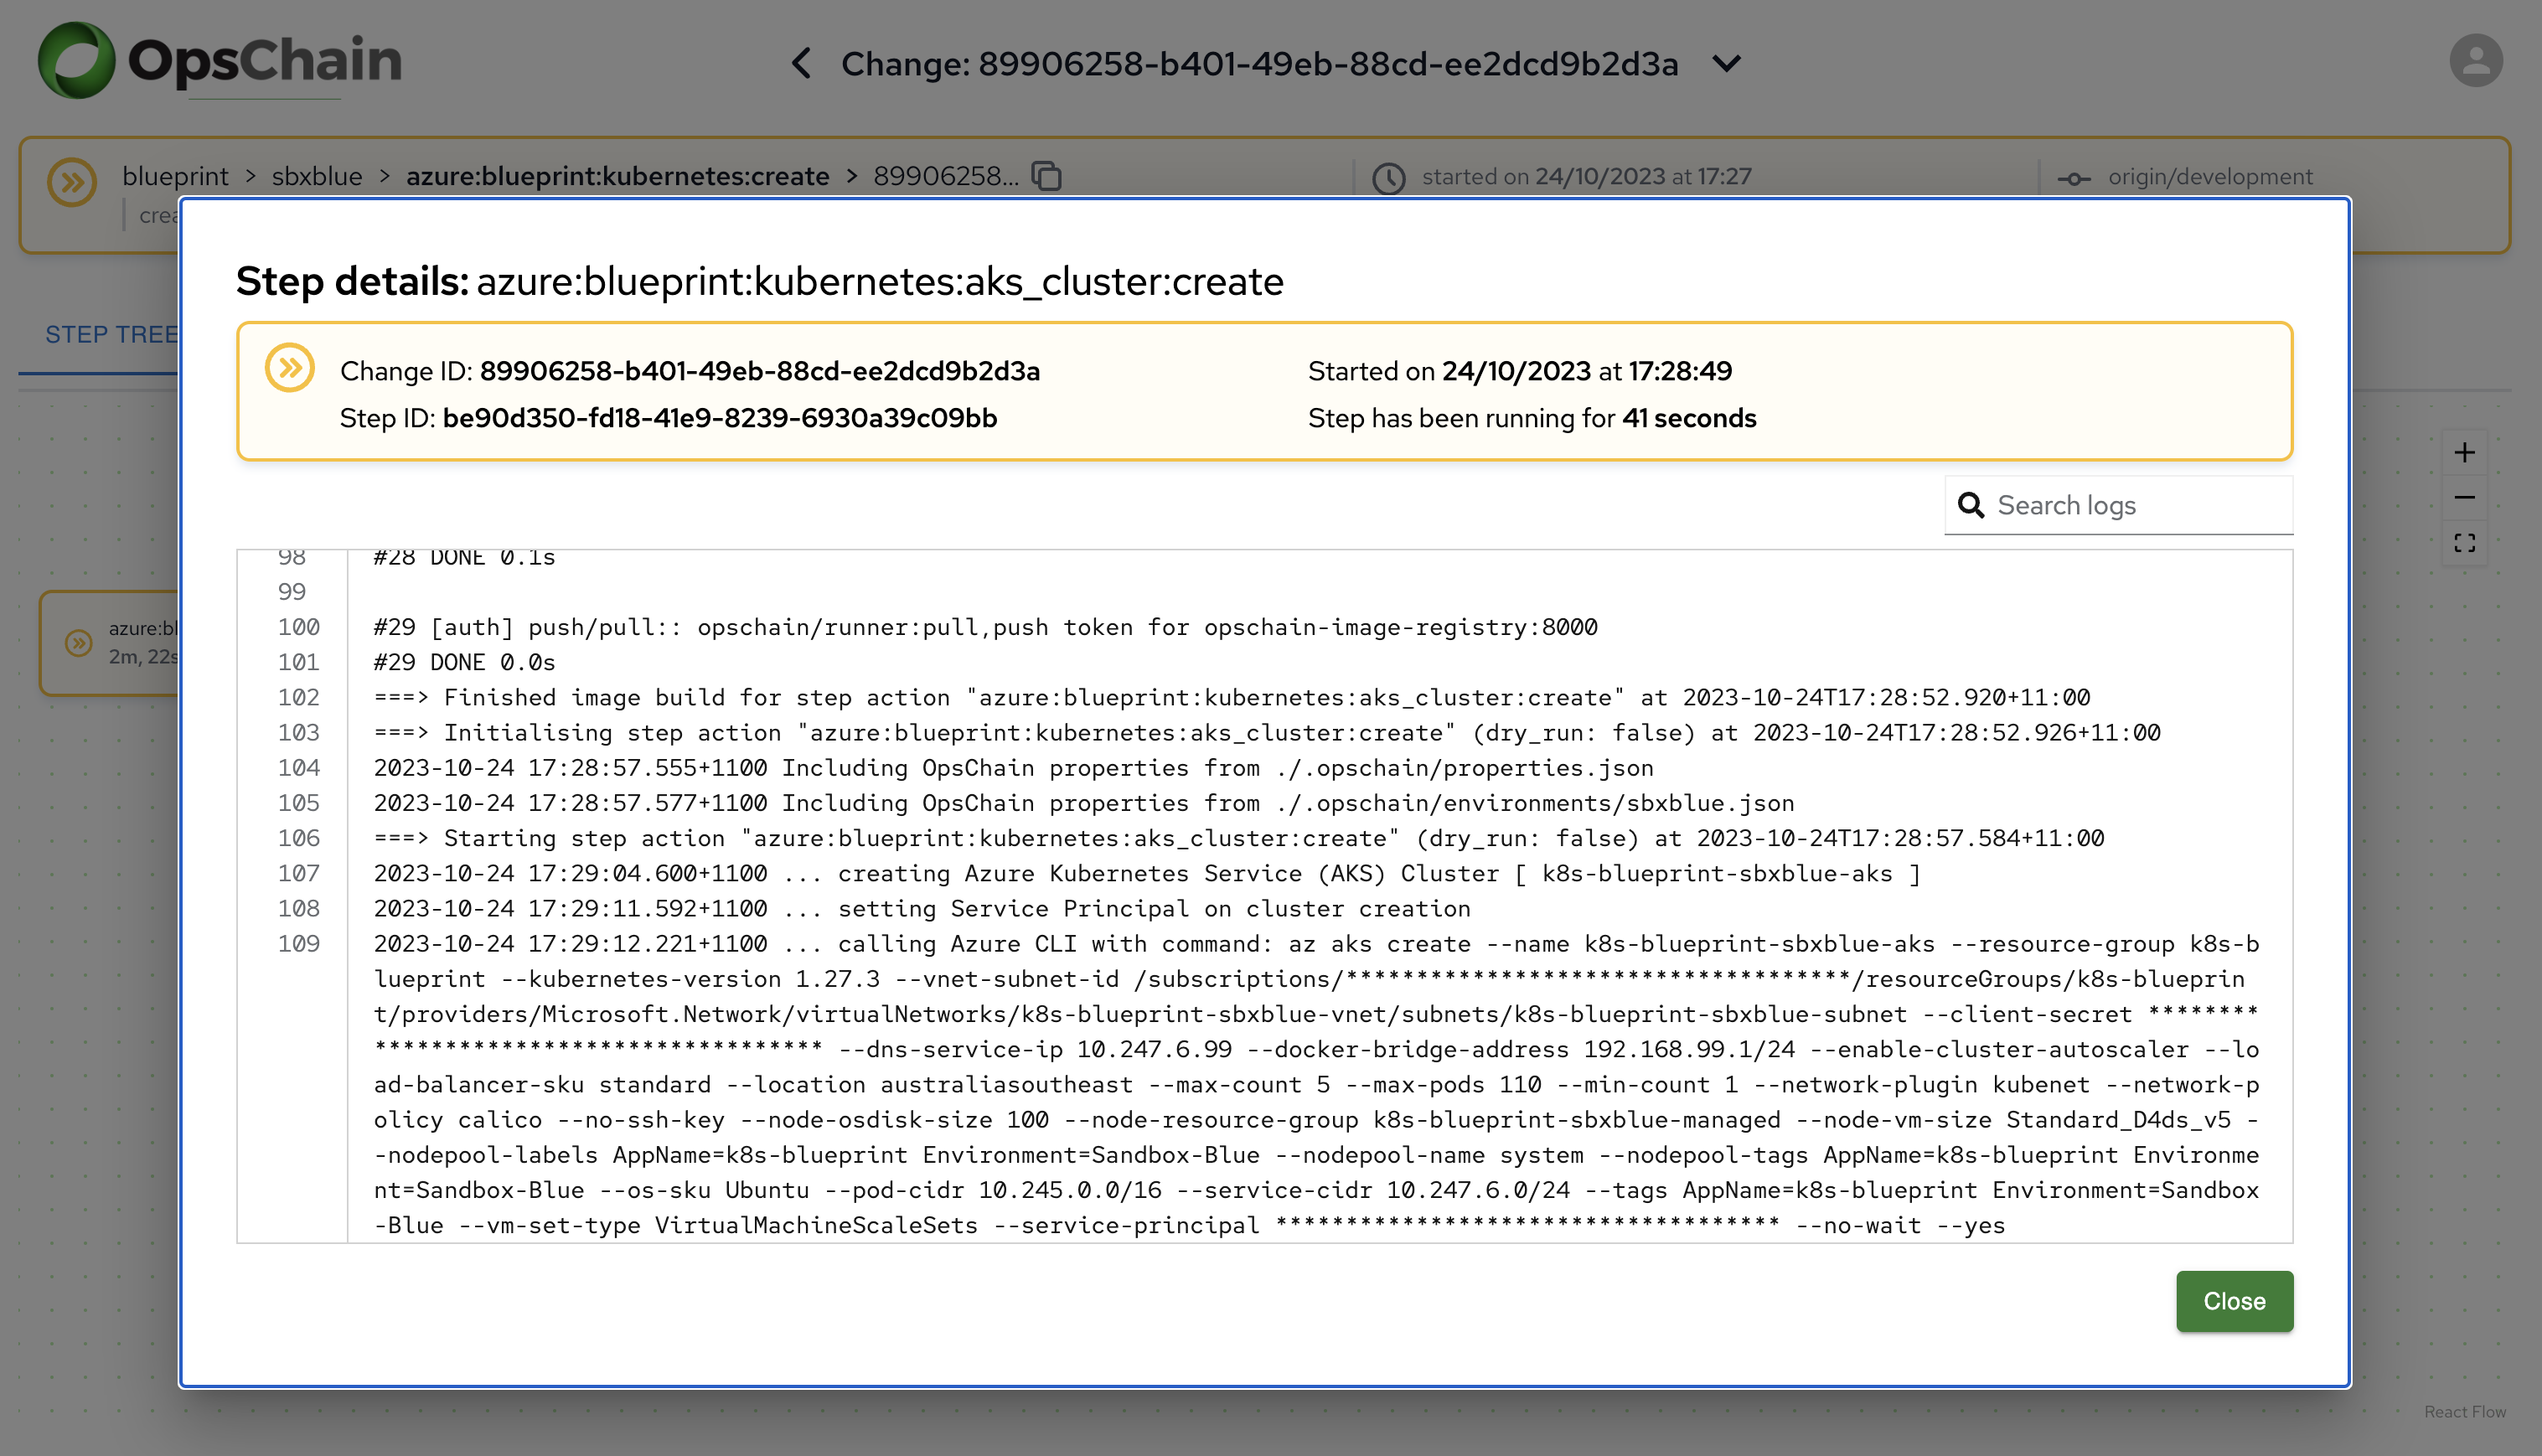 OpsChain
Change: 89906258-b401-49eb-88cd-ee2dcd9b2d3a
blueprint > sbxblue > azure:blueprint:kubernetes:create > 89906258...
started on 24/10/2023 at 17:27
origin/development
crea
STEP TREE
azure:bl
2m, 22s
Step details: azure:blueprint:kubernetes:aks_cluster:create
Change ID: 89906258-b401-49eb-88cd-ee2dcd9b2d3a
Started on 24/10/2023 at 17:28:49
Step ID: be90d350-fd18-41e9-8239-6930a39c09bb
Step has been running for 41 seconds
Search logs
98 #28 DONE 0.1s
99
100 #29 [auth] push/pull:: opschain/runner:pull,push token for opschain-image-registry:8000
101 #29 DONE 0.0s
102 ===> Finished image build for step action "azure:blueprint:kubernetes:aks_cluster:create" at 2023-10-24T17:28:52.920+11:00
103 ===> Initialising step action "azure:blueprint:kubernetes:aks_cluster:create" (dry_run: false) at 2023-10-24T17:28:52.926+11:00
104 2023-10-24 17:28:57.555+1100 Including OpsChain properties from ./.opschain/properties.json
105 2023-10-24 17:28:57.577+1100 Including OpsChain properties from ./.opschain/environments/sbxblue.json
106 ===> Starting step action "azure:blueprint:kubernetes:aks_cluster:create" (dry_run: false) at 2023-10-24T17:28:57.584+11:00
107 2023-10-24 17:29:04.600+1100 ... creating Azure Kubernetes Service (AKS) Cluster [ k8s-blueprint-sbxblue-aks ]
108 2023-10-24 17:29:11.592+1100 ... setting Service Principal on cluster creation
109 2023-10-24 17:29:12.221+1100 ... calling Azure CLI with command: az aks create --name k8s-blueprint-sbxblue-aks --resource-group k8s-b
lueprint --kubernetes-version 1.27.3 --vnet-subnet-id /subscriptions/************************************/resourceGroups/k8s-blueprin
t/providers/Microsoft.Network/virtualNetworks/k8s-blueprint-sbxblue-vnet/subnets/k8s-blueprint-sbxblue-subnet --client-secret ********
******************************** --dns-service-ip 10.247.6.99 --docker-bridge-address 192.168.99.1/24 --enable-cluster-autoscaler --lo
ad-balancer-sku standard --location australiasoutheast --max-count 5 --max-pods 110 --min-count 1 --network-plugin kubenet --network-p
olicy calico --no-ssh-key --node-osdisk-size 100 --node-resource-group k8s-blueprint-sbxblue-managed --node-vm-size Standard_D4ds_v5 -
-nodepool-labels AppName=k8s-blueprint Environment=Sandbox-Blue --nodepool-name system --nodepool-tags AppName=k8s-blueprint Environme
nt=Sandbox-Blue --os-sku Ubuntu --pod-cidr 10.245.0.0/16 --service-cidr 10.247.6.0/24 --tags AppName=k8s-blueprint Environment=Sandbox
-Blue --vm-set-type VirtualMachineScaleSets --service-principal ************************************ --no-wait --yes
Close
React Flow